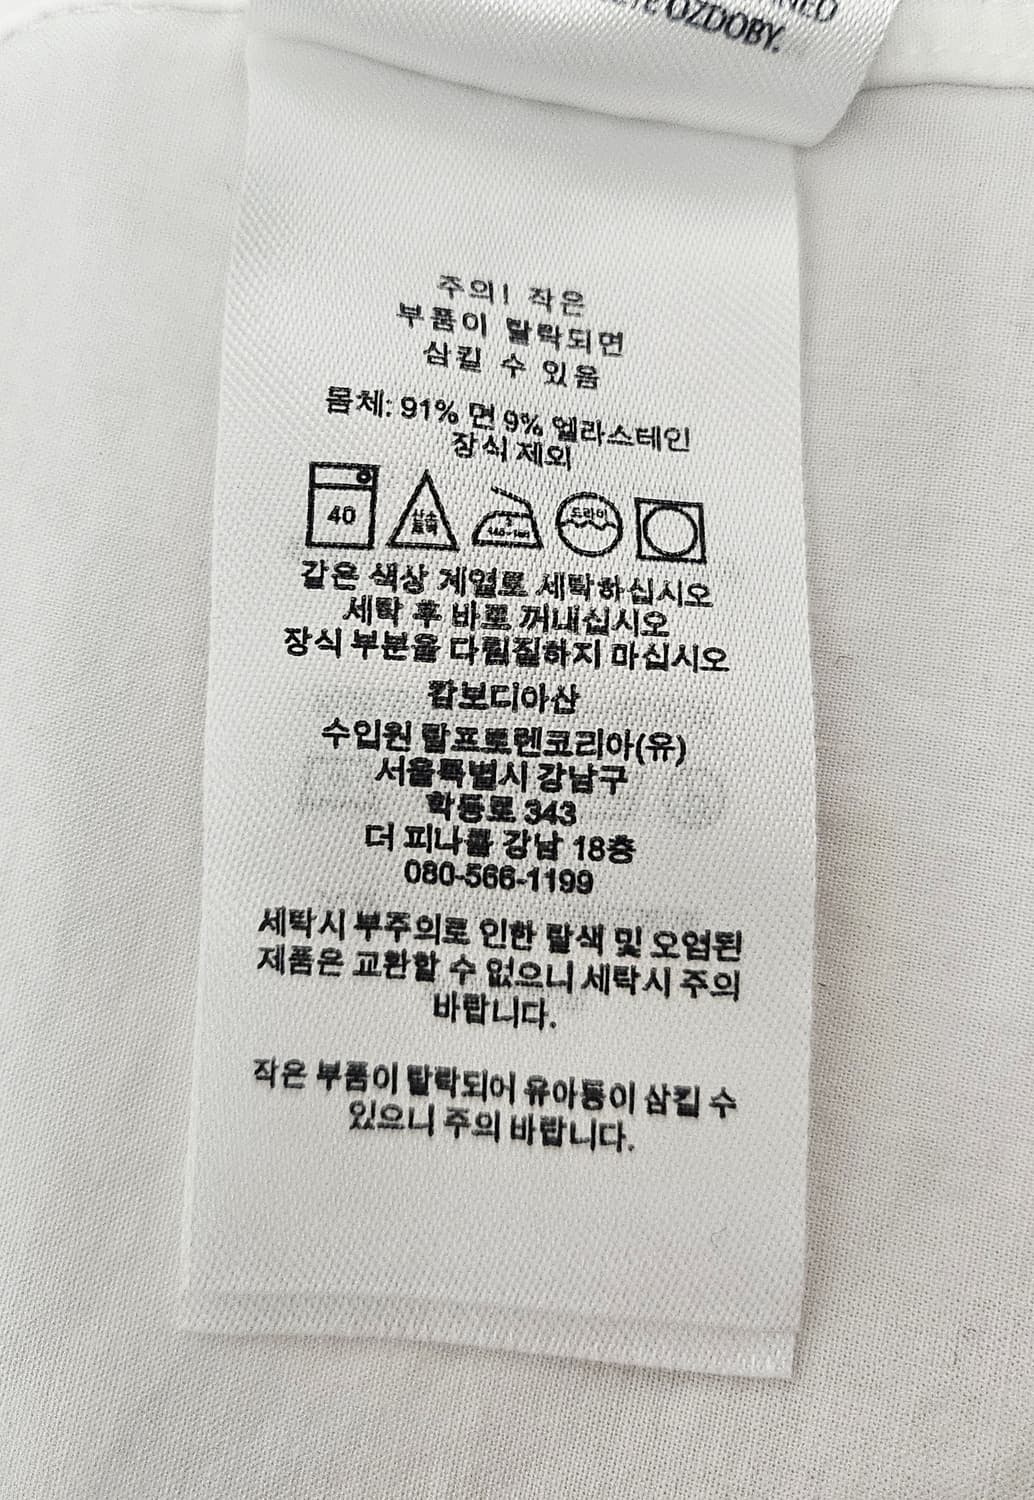 OZDOBY.
주의! 작은
부품이 탈락되면
삼킬 수 있음
몸체: 91% 면 9% 엘라스테인
장식 제외
40
산소
표백
드라이
같은 색상 계열로 세탁하십시오
세탁 후 바로 꺼내십시오
장식 부분을 다림질하지 마십시오
캄보디아산
수입원 랄프로렌코리아(유)
서울특별시 강남구
학동로 343
더 피나클 강남 18층
080-566-1199
세탁시 부주의로 인한 탈색 및 오염된
제품은 교환할 수 없으니 세탁시 주의
바랍니다.
작은 부품이 탈락되어 유아동이 삼킬 수
있으니 주의 바랍니다.